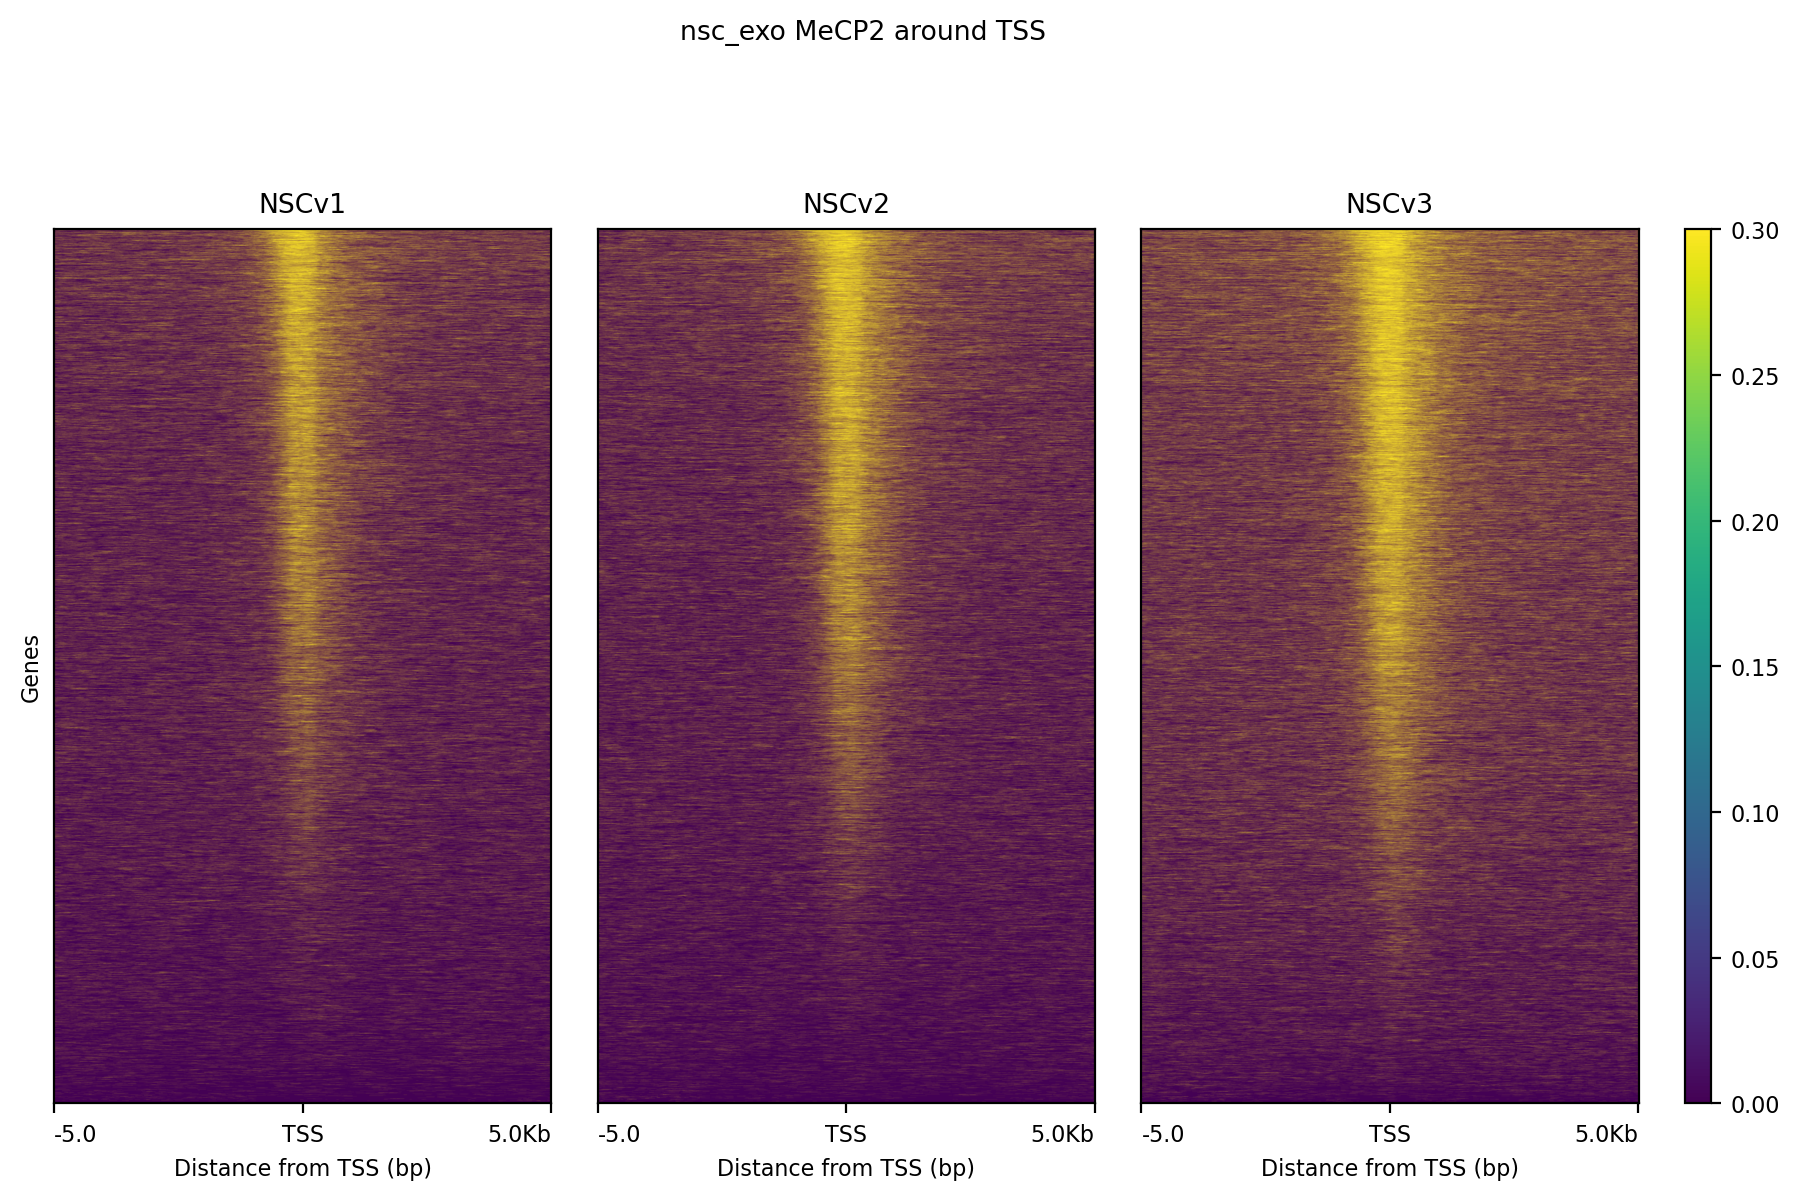 nsc_exo MeCP2 around TSS
NSCv1
NSCv2
NSCv3
Genes
-5.0 TSS 5.0Kb
Distance from TSS (bp)
-5.0 TSS 5.0Kb
Distance from TSS (bp)
-5.0 TSS 5.0Kb
Distance from TSS (bp)
0.30
0.25
0.20
0.15
0.10
0.05
0.00